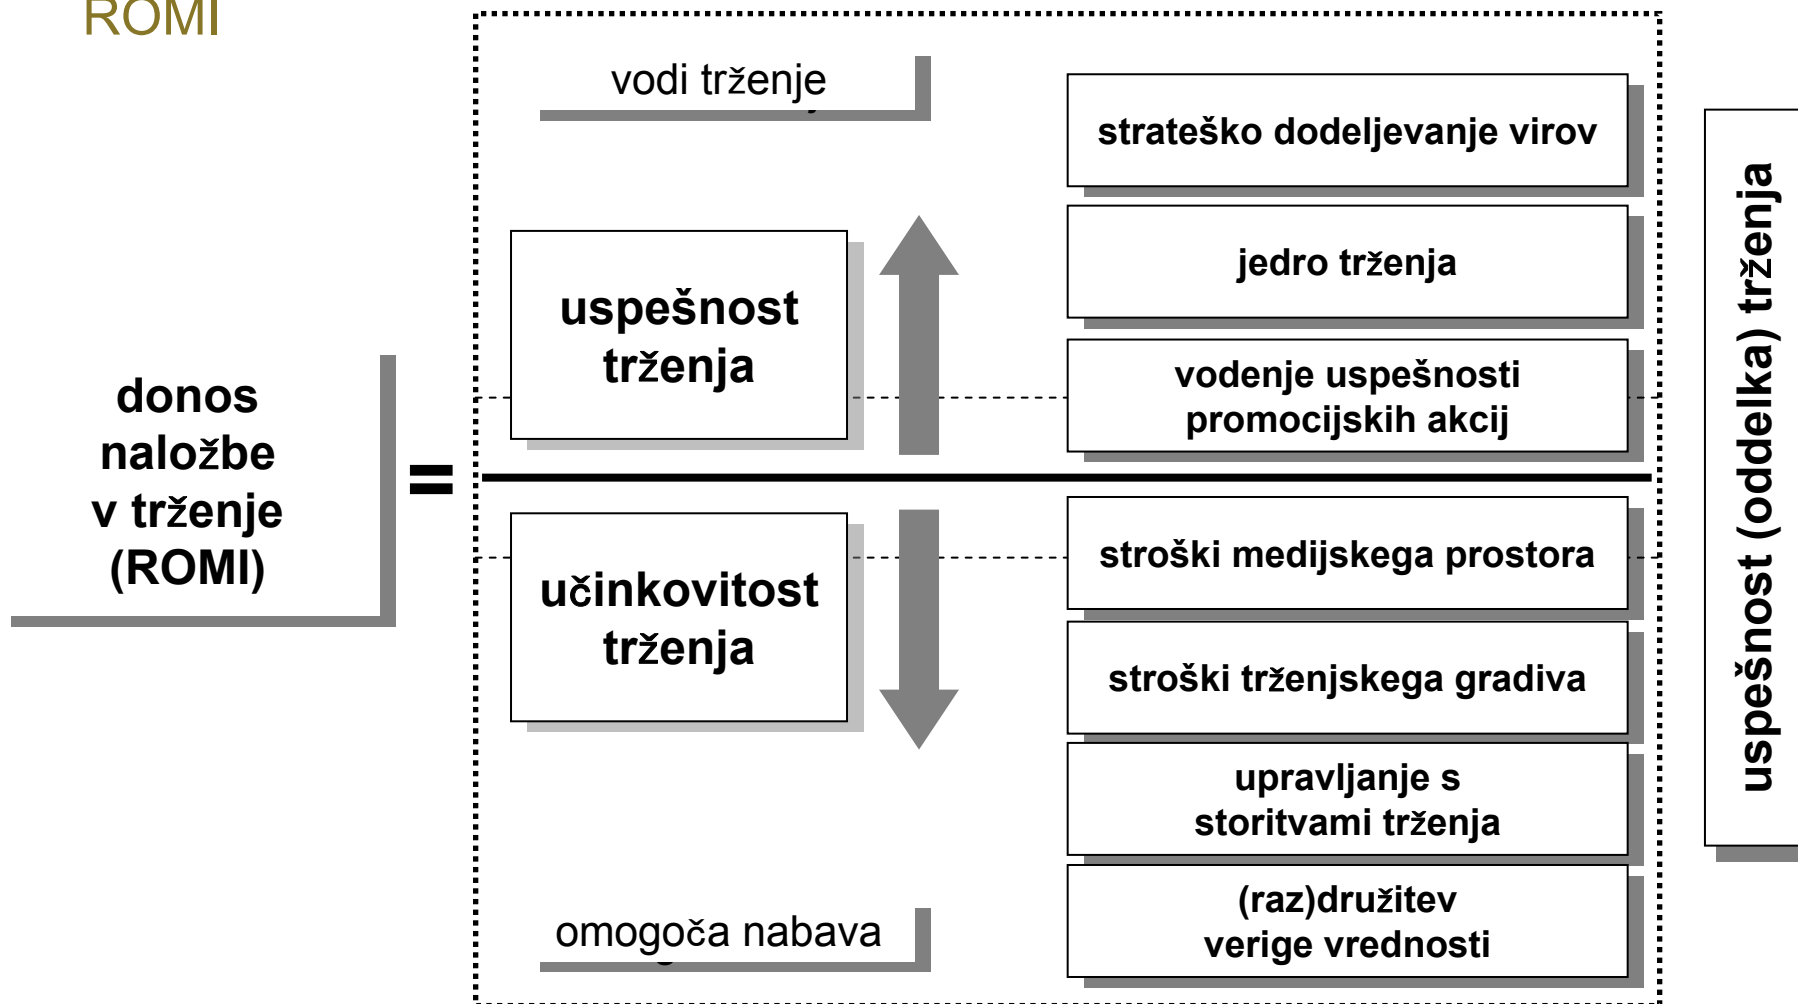 ROMI
vodi trženje
strateško dodeljevanje virov
jedro trženja
uspešnost
trženja
vodenje uspešnosti
promocijskih akcij
donos
naložbe
v trženje
(ROMI)
=
stroški medijskega prostora
učinkovitost
trženja
stroški trženjskega gradiva
upravljanje s
storitvami trženja
(raz)družitev
verige vrednosti
omogoča nabava
uspešnost (oddelka) trženja